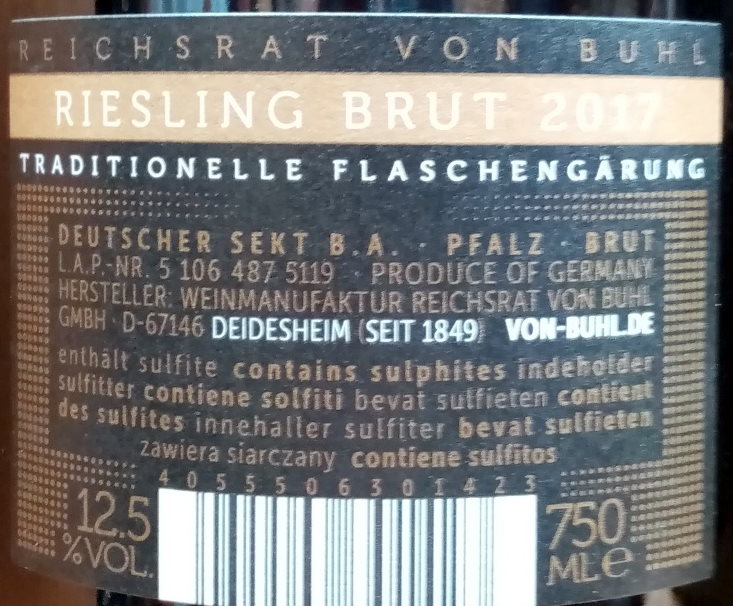 REICHSRAT VON BUHL
RIESLING BRUT 2017
TRADITIONELLE FLASCHENGÄRUNG
DEUTSCHER SEKT B.A. · PFALZ · BRUT
L.A.P.-NR. 5 106 487 5119 · PRODUCE OF GERMANY
HERSTELLER: WEINMANUFAKTUR REICHSRAT VON BUHL
GMBH · D-67146 DEIDESHEIM (SEIT 1849) VON-BUHL.DE
enthält sulfite contains sulphites indeholder
sulfitter contiene solfiti bevat sulfieten contient
des sulfites innehaller sulfiter bevat sulfieten
zawiera siarczany contiene sulfitos
4055506301423
12.5 %VOL.
750 ML e